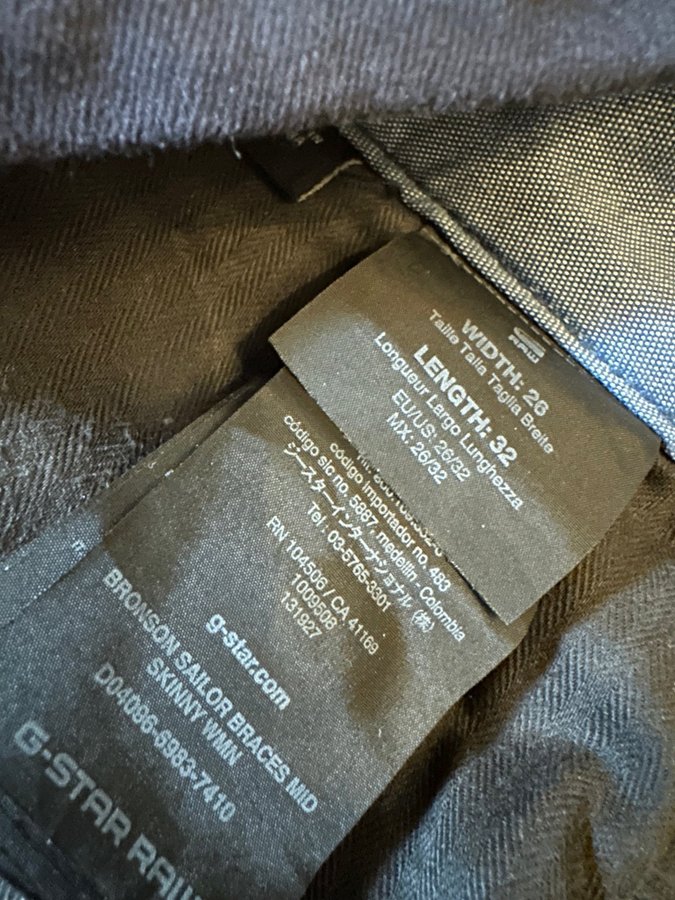 RAW
WIDTH: 26
Taille Talla Taglia Breite
LENGTH: 32
Longueur Largo Lunghezza
EU/US: 26/32
MX: 26/32
código importador no. 483
código sic no. 5887, medellin - Colombia
ジースターインターナショナル (株)
Tel. 03-5765-3301
RN 104506 / CA 41169
1009508
131927
g-star.com
BRONSON SAILOR BRACES MID
SKINNY WMN
D04086-6983-7410
G-STAR RAW